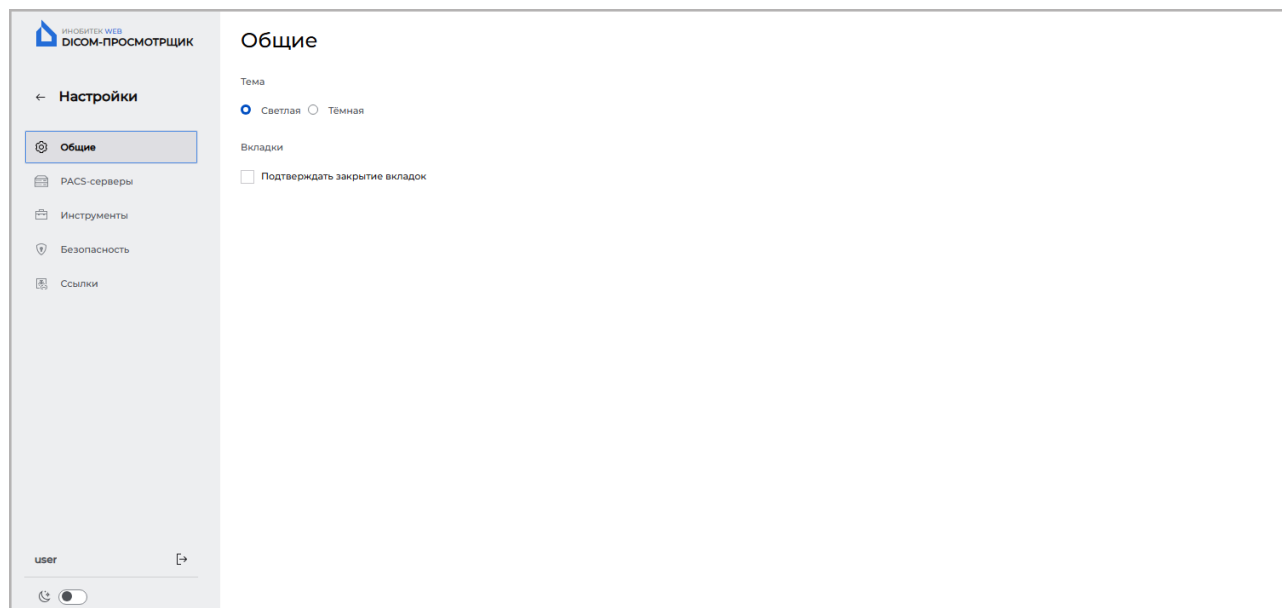 ИНОБИТЕК WEB
DICOM-ПРОСМОТРЩИК
← Настройки
Общие
PACS-серверы
Инструменты
Безопасность
Ссылки
user
Общие
Тема
Светлая Тёмная
Вкладки
Подтверждать закрытие вкладок